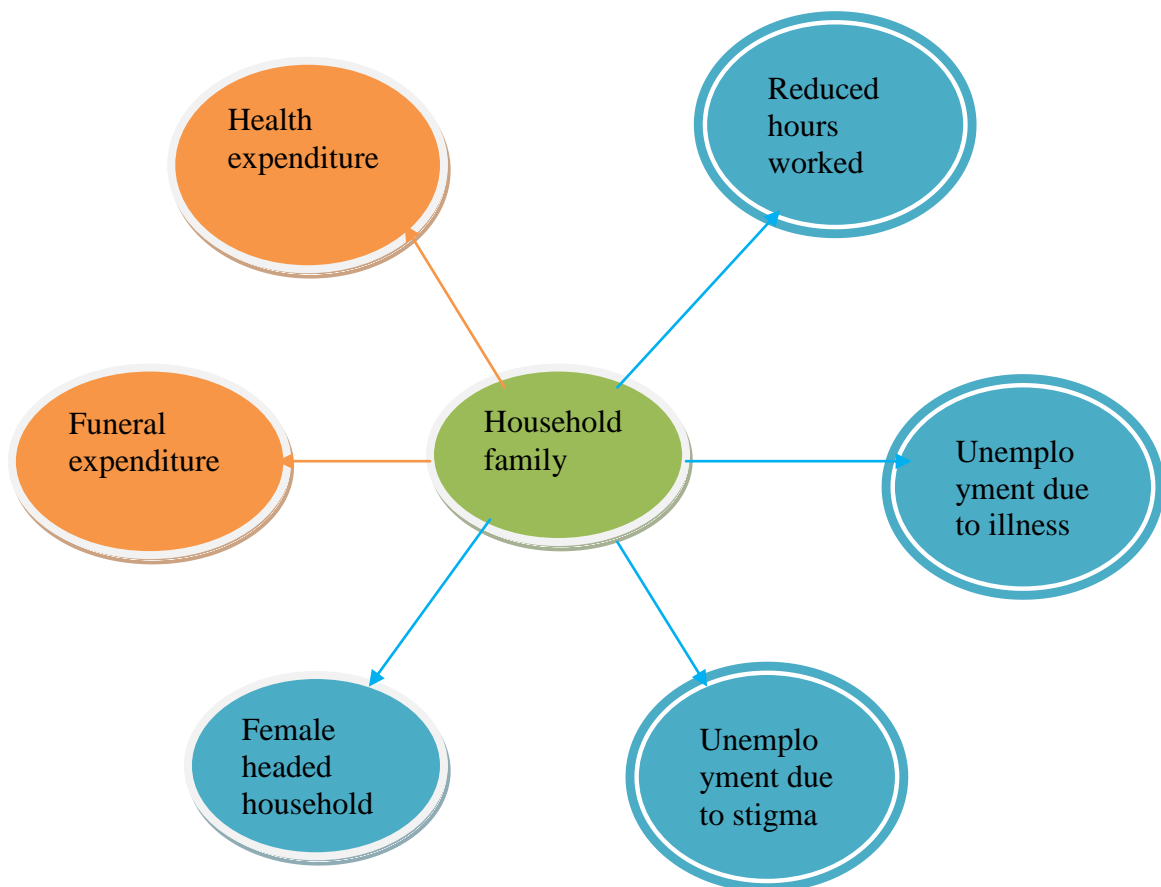 Health
expenditure
Reduced
hours
worked
Funeral
expenditure
Household
family
Unemplo
yment due
to illness
Female
headed
household
Unemplo
yment due
to stigma